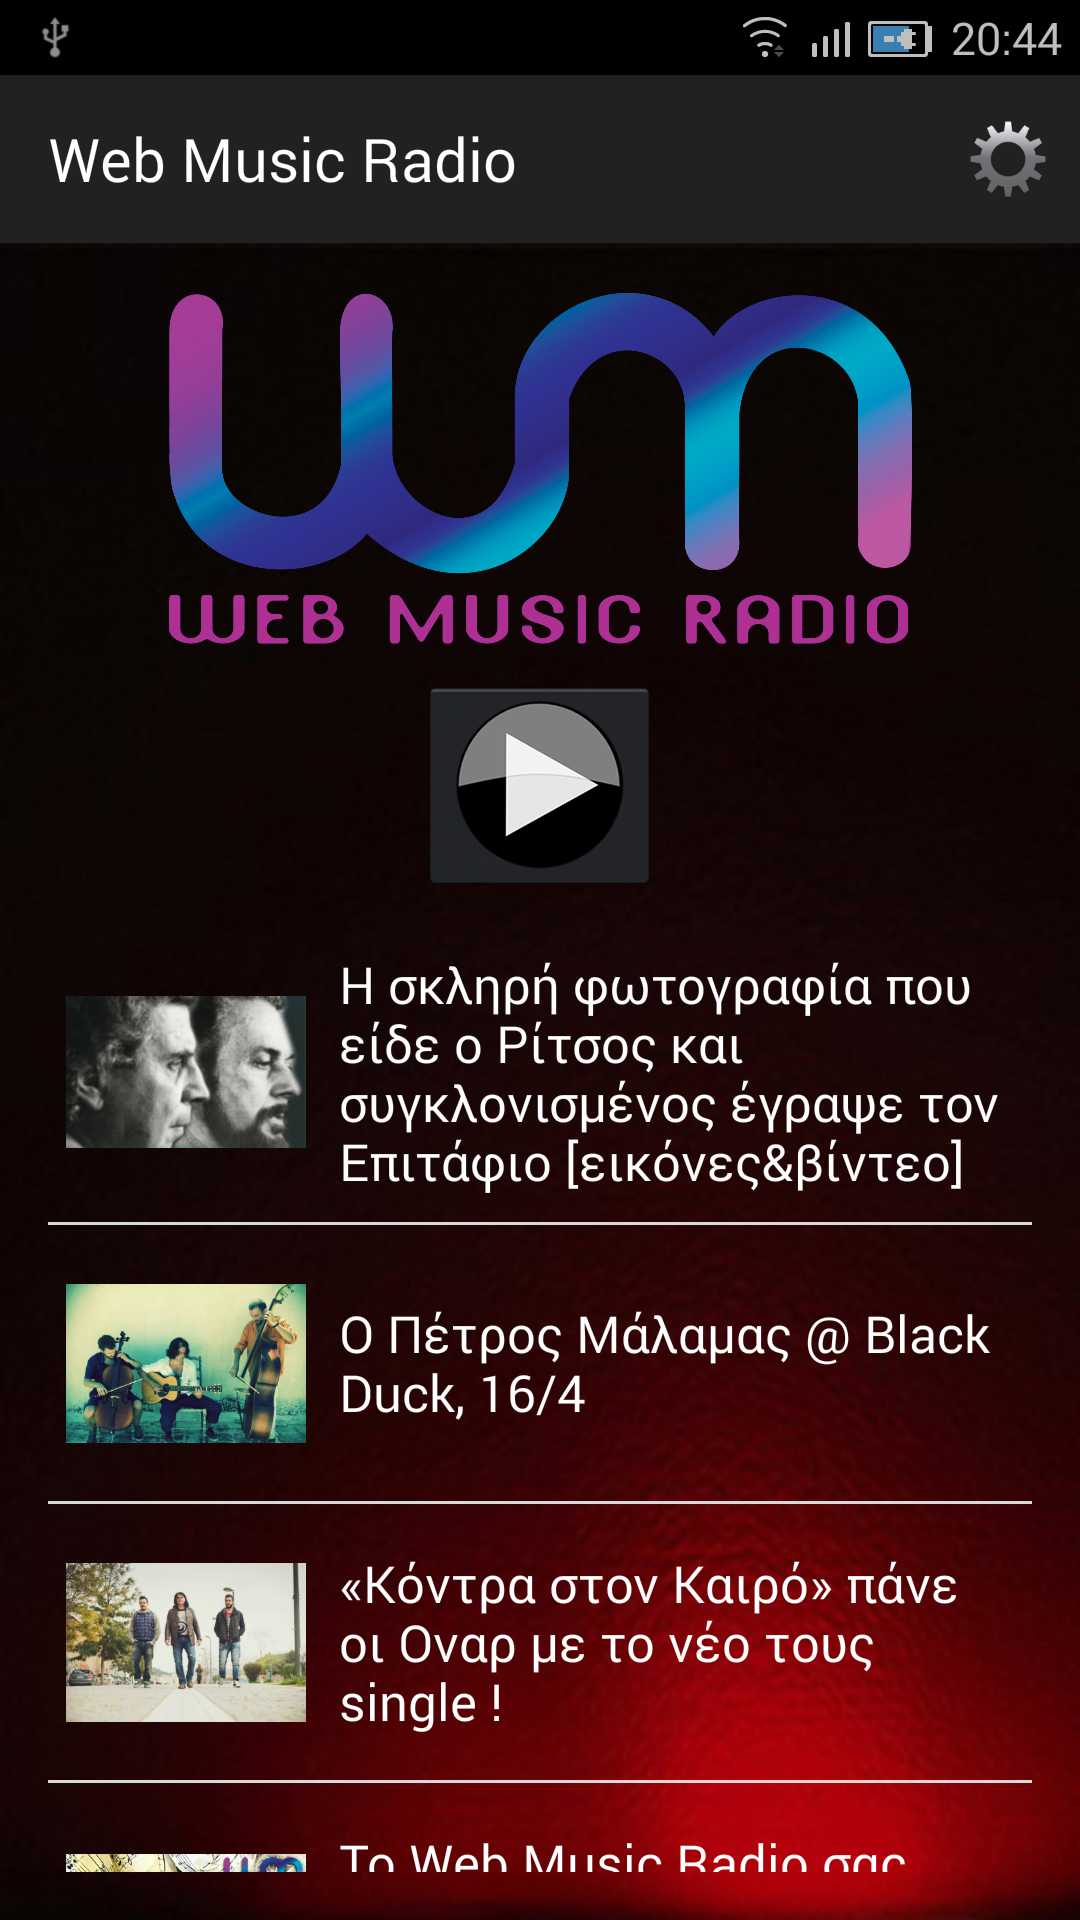 20:44
Web Music Radio
wm
WEB MUSIC RADIO
Η σκληρή φωτογραφία που
είδε ο Ρίτσος και
συγκλονισμένος έγραψε τον
Επιτάφιο [εικόνες&βίντεο]
Ο Πέτρος Μάλαμας @ Black
Duck, 16/4
«Κόντρα στον Καιρό» πάνε
οι Οναρ με το νέο τους
single !
Το Web Music Radio σας